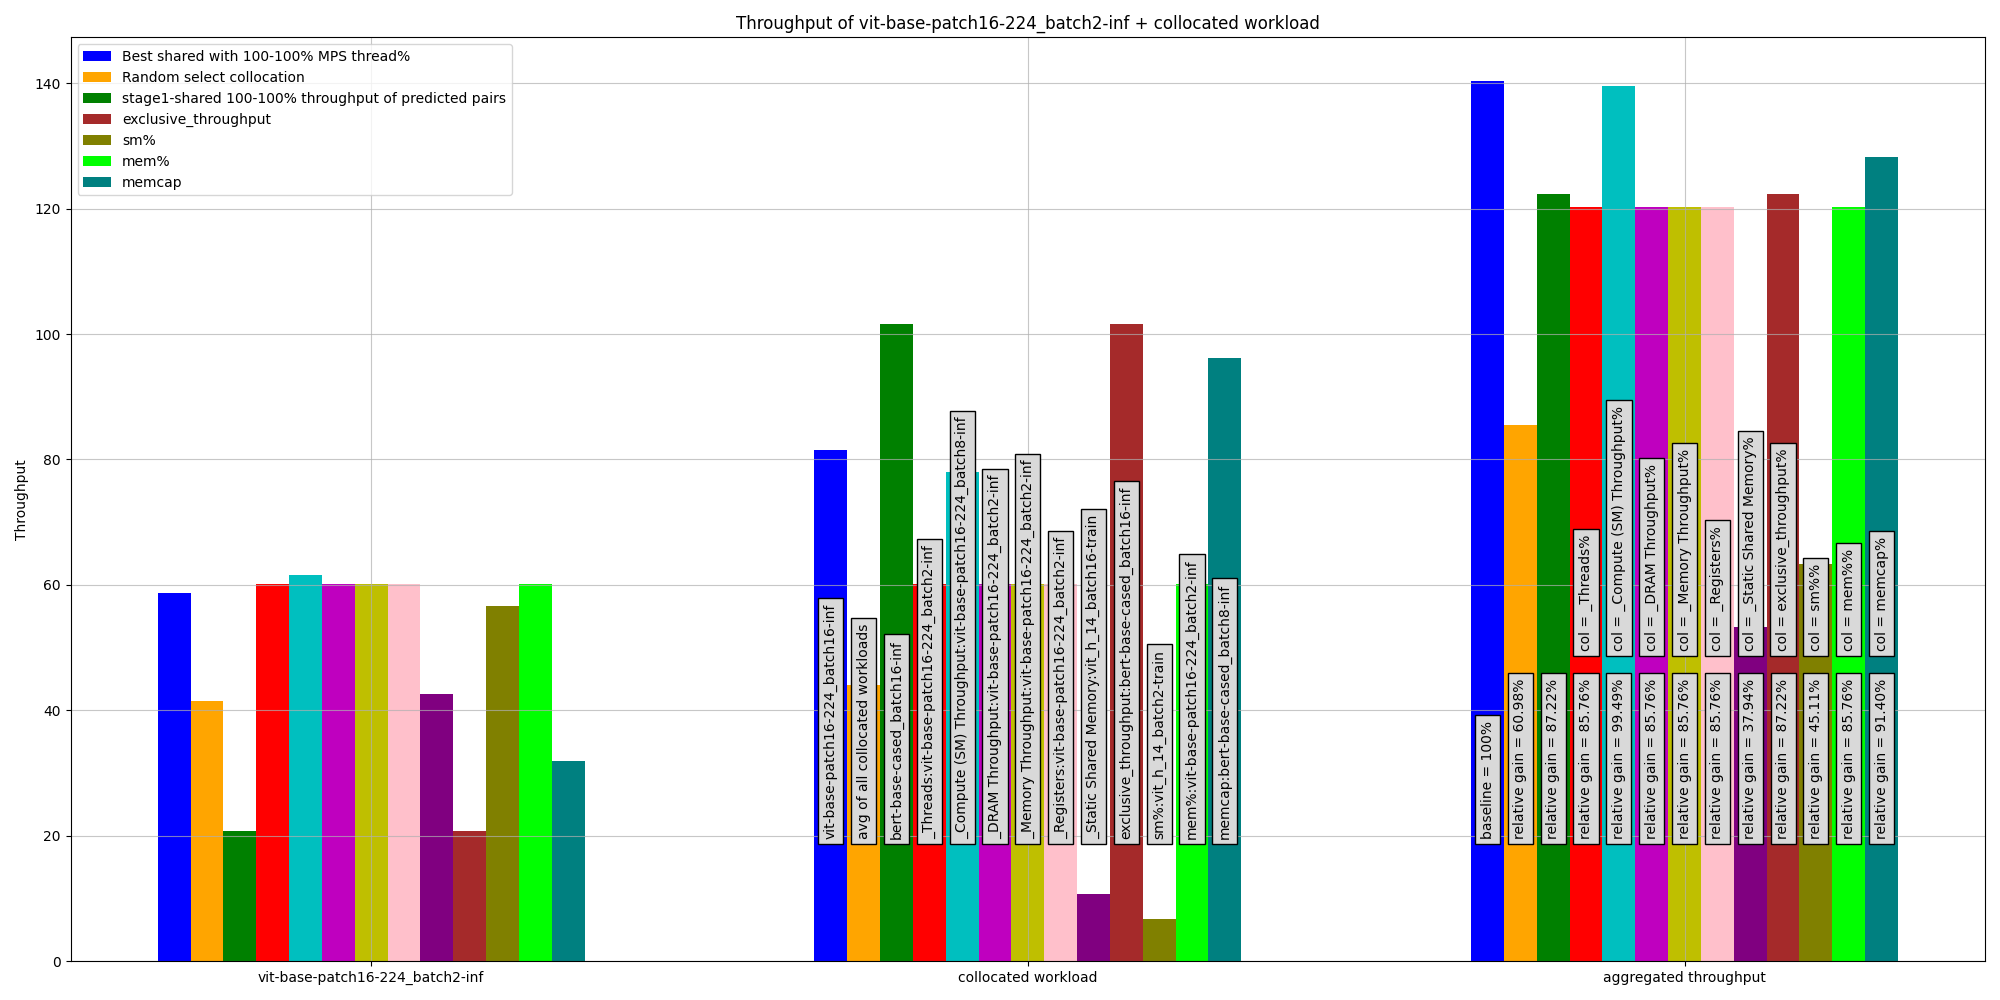 Throughput of vit-base-patch16-224_batch2-inf + collocated workload
Throughput
140
120
100
80
60
40
20
0
Best shared with 100-100% MPS thread%
Random select collocation
stage1-shared 100-100% throughput of predicted pairs
exclusive_throughput
sm%
mem%
memcap
vit-base-patch16-224_batch16-inf
avg of all collocated workloads
bert-base-cased_batch16-inf
_Threads:vit-base-patch16-224_batch2-inf
_Compute (SM) Throughput:vit-base-patch16-224_batch8-inf
_DRAM Throughput:vit-base-patch16-224_batch2-inf
_Memory Throughput:vit-base-patch16-224_batch2-inf
_Registers:vit-base-patch16-224_batch2-inf
_Static Shared Memory:vit_h_14_batch16-train
exclusive_throughput:bert-base-cased_batch16-inf
sm%:vit_h_14_batch2-train
mem%:vit-base-patch16-224_batch2-inf
memcap:bert-base-cased_batch8-inf
col = _Threads%
col = _Compute (SM) Throughput%
col = _DRAM Throughput%
col = _Memory Throughput%
col = _Registers%
col = _Static Shared Memory%
col = exclusive_throughput%
col = sm%%
col = mem%%
col = memcap%
baseline = 100%
relative gain = 60.98%
relative gain = 87.22%
relative gain = 85.76%
relative gain = 99.49%
relative gain = 85.76%
relative gain = 85.76%
relative gain = 85.76%
relative gain = 37.94%
relative gain = 87.22%
relative gain = 45.11%
relative gain = 85.76%
relative gain = 91.40%
vit-base-patch16-224_batch2-inf
collocated workload
aggregated throughput